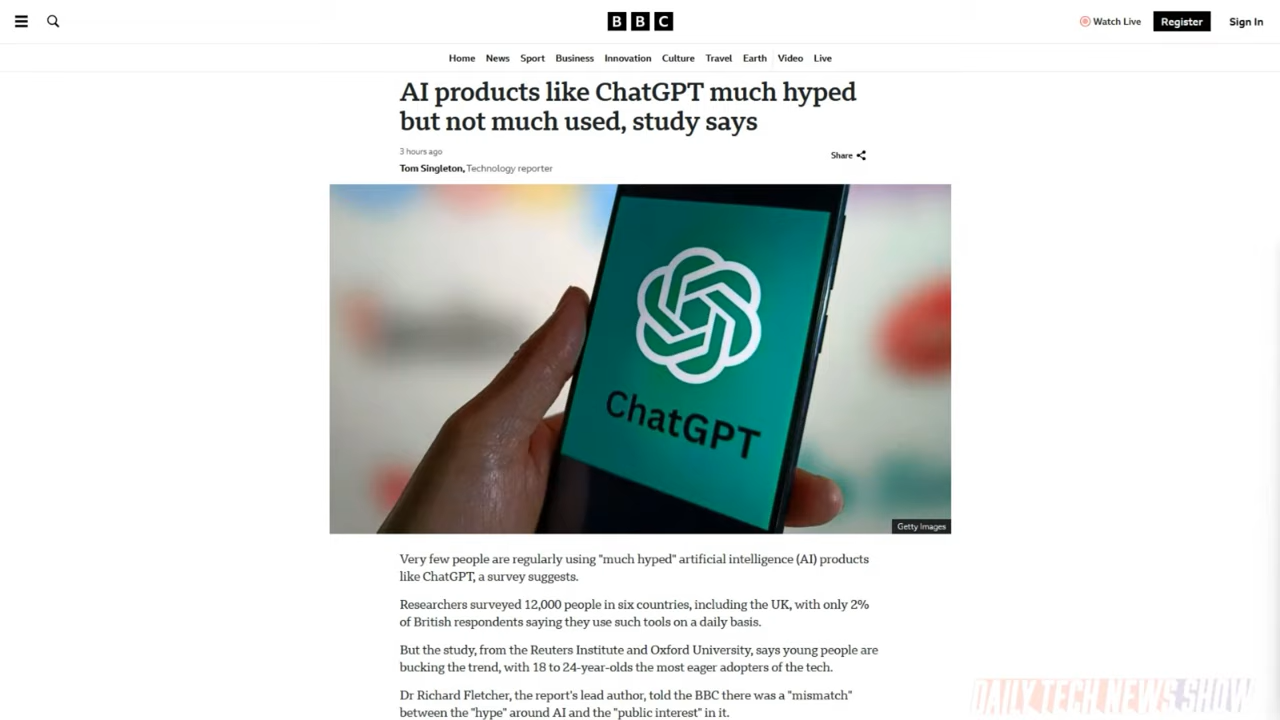 BBC
Watch Live
Register
Sign In
Home News Sport Business Innovation Culture Travel Earth Video Live
AI products like ChatGPT much hyped
but not much used, study says
3 hours ago
Share
Tom Singleton, Technology reporter
ChatGPT
Getty Images
Very few people are regularly using "much hyped" artificial intelligence (AI) products
like ChatGPT, a survey suggests.
Researchers surveyed 12,000 people in six countries, including the UK, with only 2%
of British respondents saying they use such tools on a daily basis.
But the study, from the Reuters Institute and Oxford University, says young people are
bucking the trend, with 18 to 24-year-olds the most eager adopters of the tech.
Dr Richard Fletcher, the report's lead author, told the BBC there was a "mismatch"
between the "hype" around AI and the "public interest" in it.
DAILY TECH NEWS SHOW